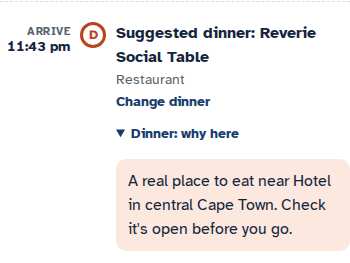 ARRIVE
11:43 pm
D
Suggested dinner: Reverie
Social Table
Restaurant
Change dinner
▼ Dinner: why here
A real place to eat near Hotel
in central Cape Town. Check
it's open before you go.